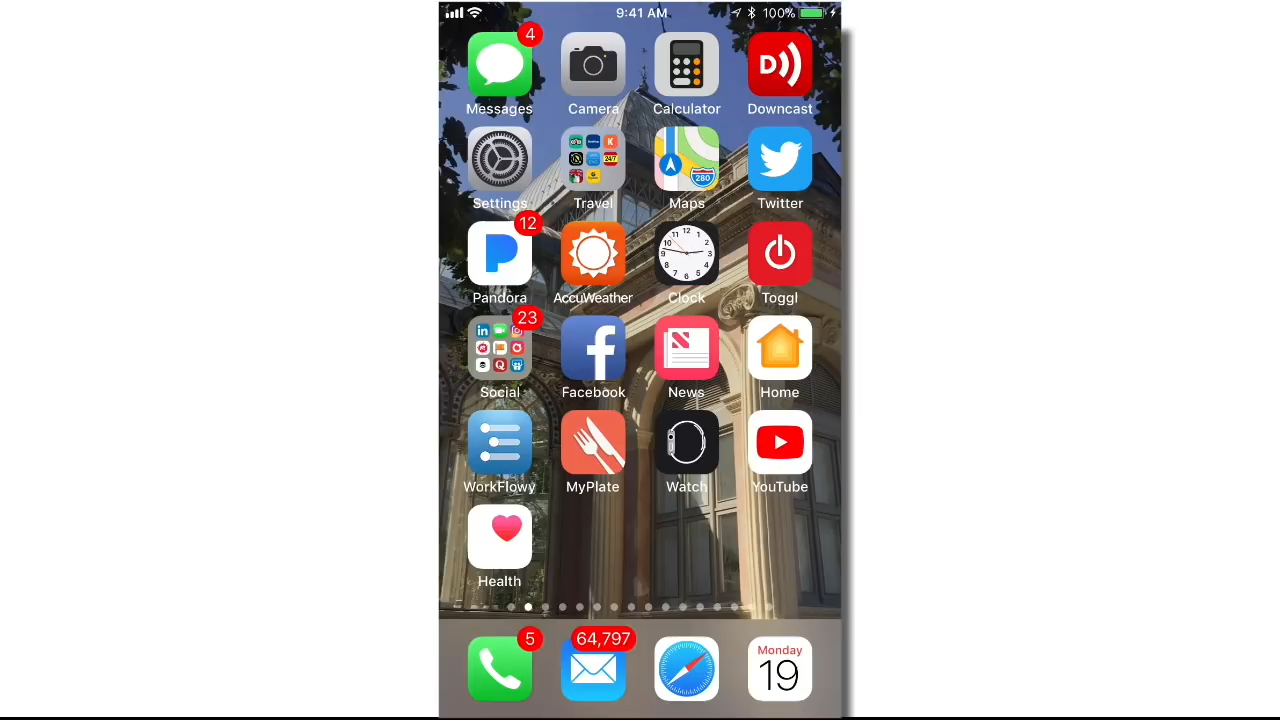 9:41 AM 100%
4
Messages Camera Calculator Downcast
Settings Travel Maps Twitter
12
Pandora AccuWeather Clock Toggl
23
Social Facebook News Home
WorkFlowy MyPlate Watch YouTube
Health
5 64,797
Monday
19